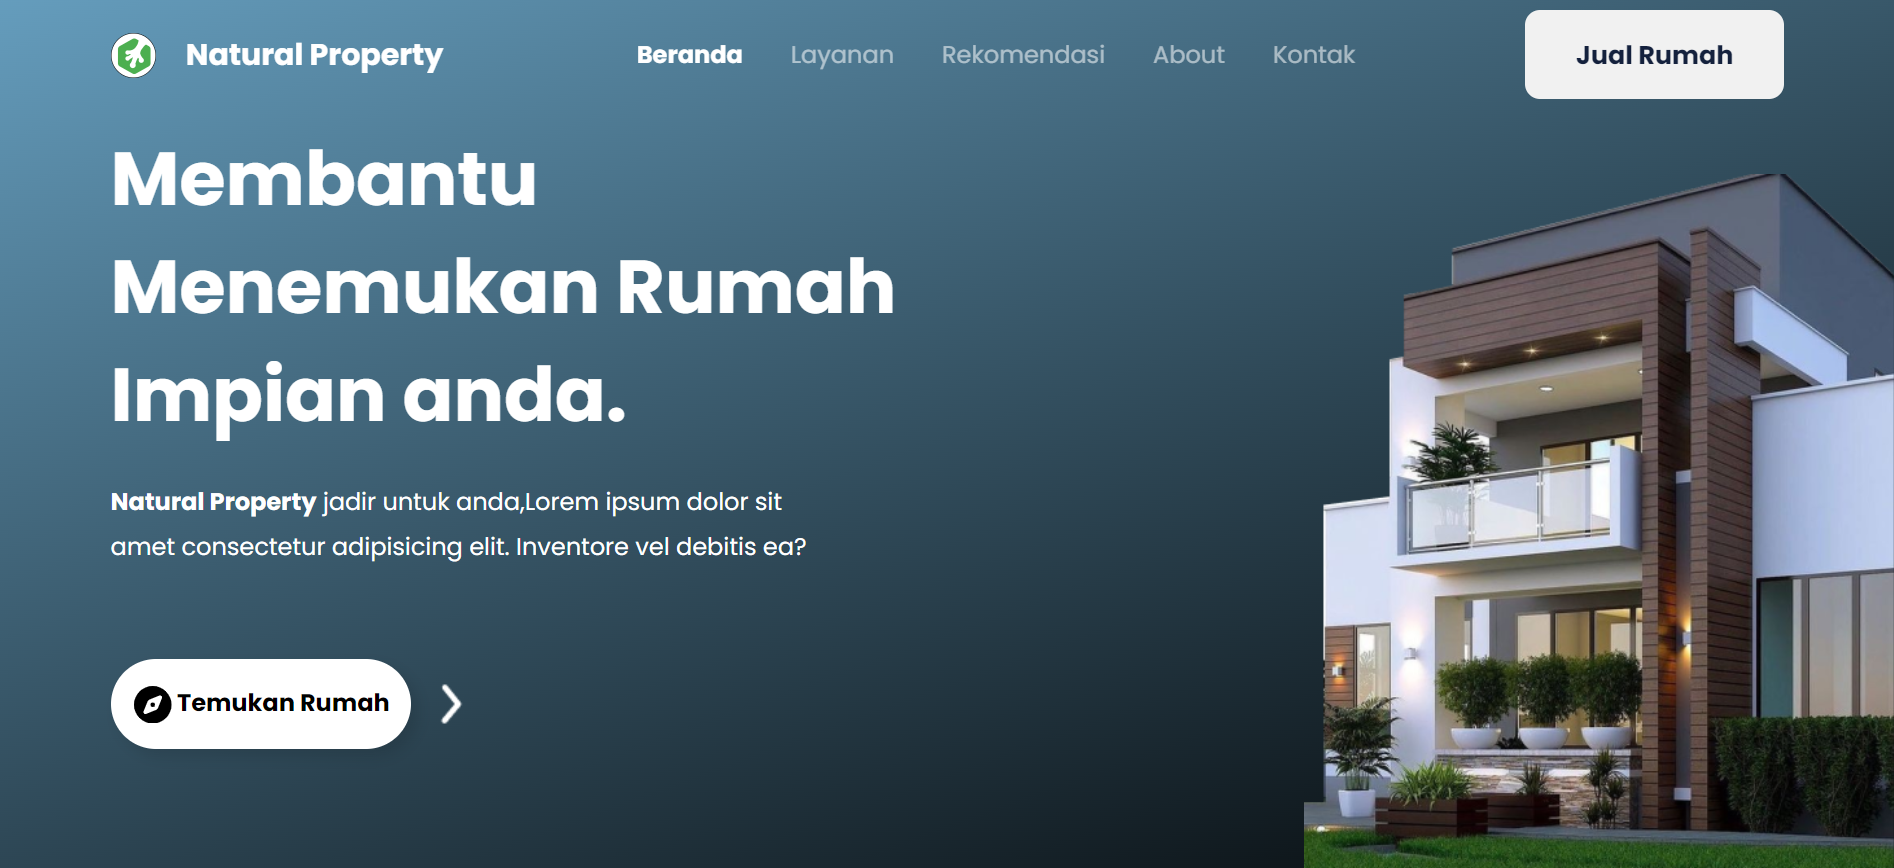 Natural Property
Beranda
Layanan
Rekomendasi
About
Kontak
Jual Rumah
Membantu
Menemukan Rumah
Impian anda.
Natural Property jadir untuk anda,Lorem ipsum dolor sit
amet consectetur adipisicing elit. Inventore vel debitis ea?
Temukan Rumah